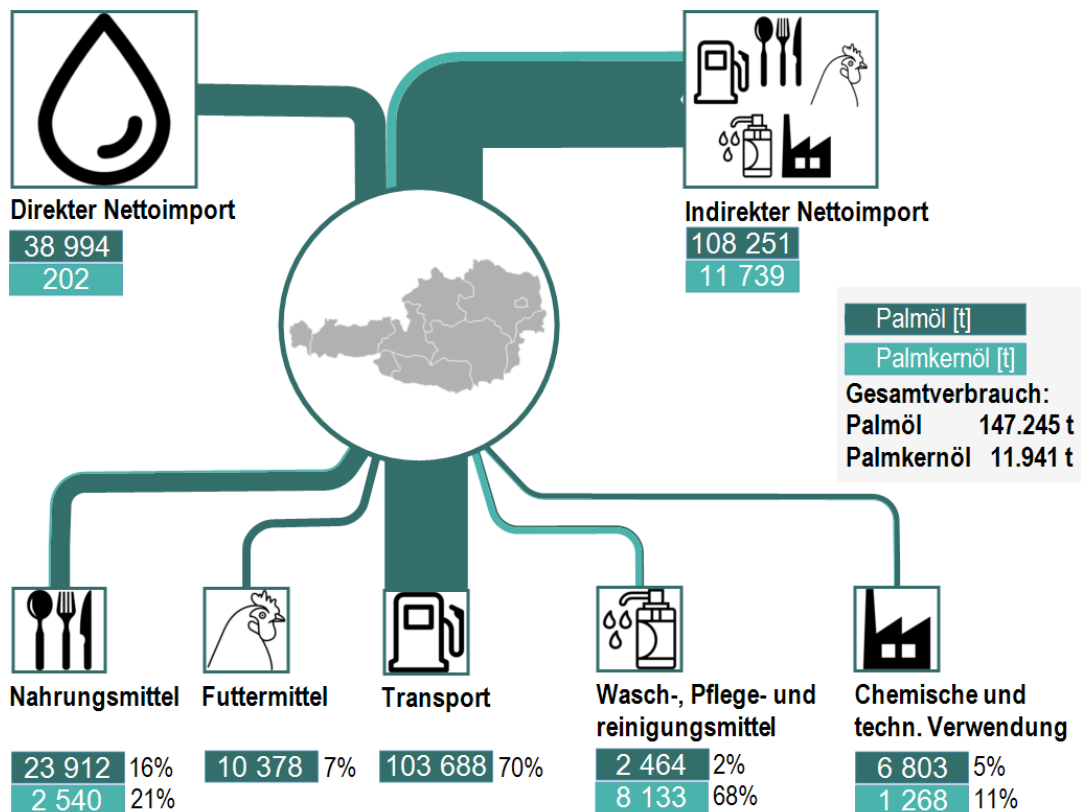 Direkter Nettoimport
38 994
202
Indirekter Nettoimport
108 251
11 739
Palmöl [t]
Palmkernöl [t]
Gesamtverbrauch:
Palmöl 147.245 t
Palmkernöl 11.941 t
Nahrungsmittel
23 912 16%
2 540 21%
Futtermittel
10 378 7%
Transport
103 688 70%
Wasch-, Pflege- und
reinigungsmittel
2 464 2%
8 133 68%
Chemische und
techn. Verwendung
6 803 5%
1 268 11%